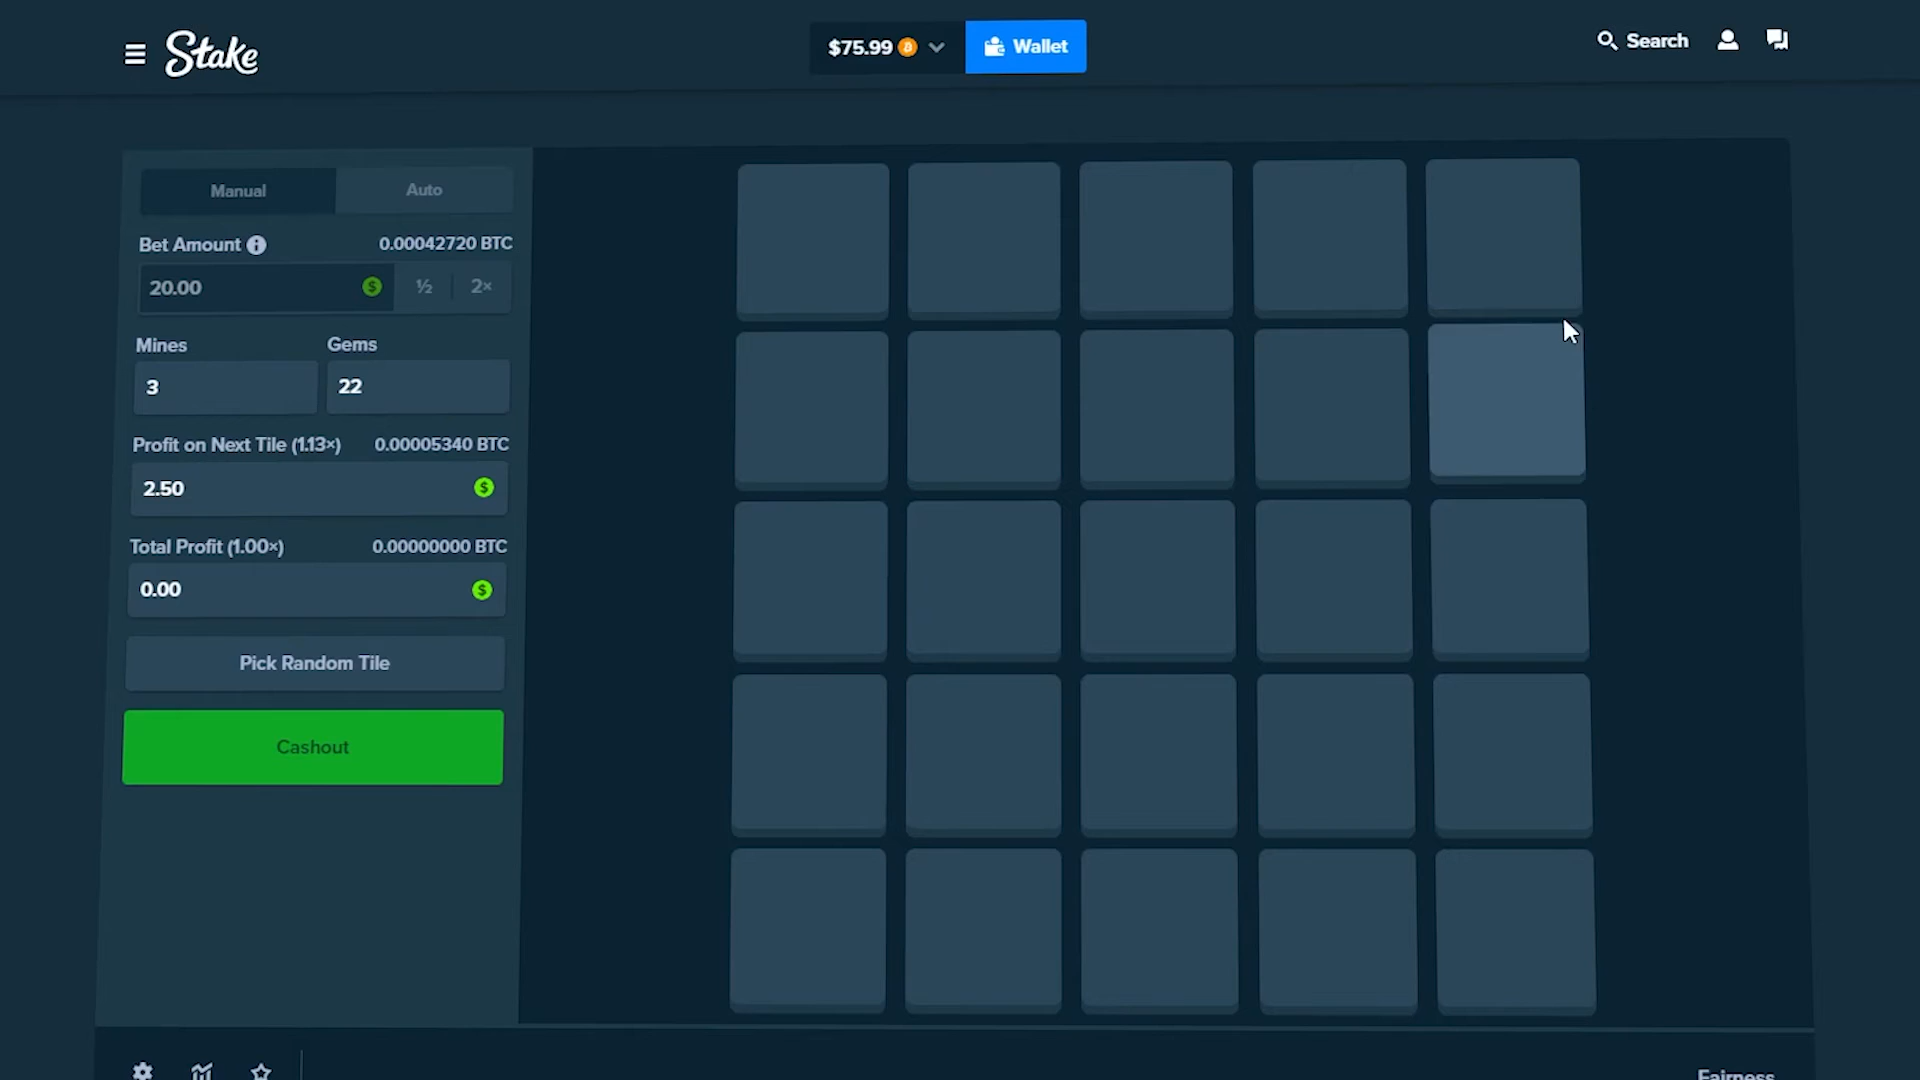 Stake
$75.99
Wallet
Search
Manual
Auto
Bet Amount
0.00042720 BTC
20.00
$
½
2×
Mines
Gems
3
22
Profit on Next Tile (1.13×)
0.00005340 BTC
2.50
$
Total Profit (1.00×)
0.00000000 BTC
0.00
$
Pick Random Tile
Cashout
Fairness